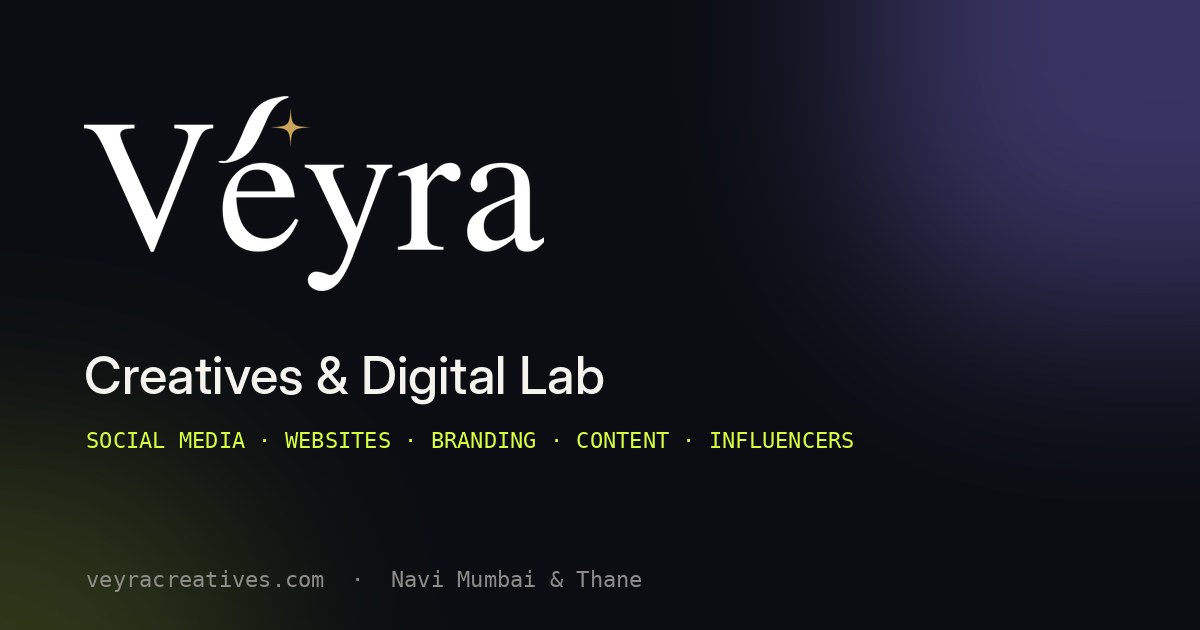 Véyra
Creatives & Digital Lab
SOCIAL MEDIA · WEBSITES · BRANDING · CONTENT · INFLUENCERS
veyracreatives.com · Navi Mumbai & Thane